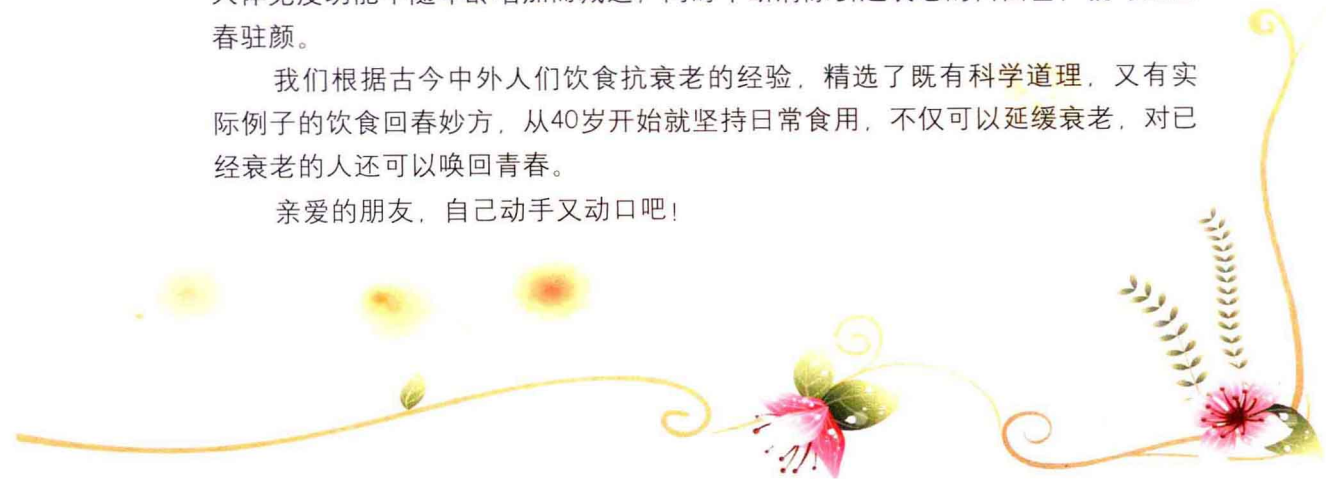 春驻颜。
我们根据古今中外人们饮食抗衰老的经验，精选了既有科学道理，又有实
际例子的饮食回春妙方，从40岁开始就坚持日常食用，不仅可以延缓衰老，对已
经衰老的人还可以唤回青春。
亲爱的朋友，自己动手又动口吧！